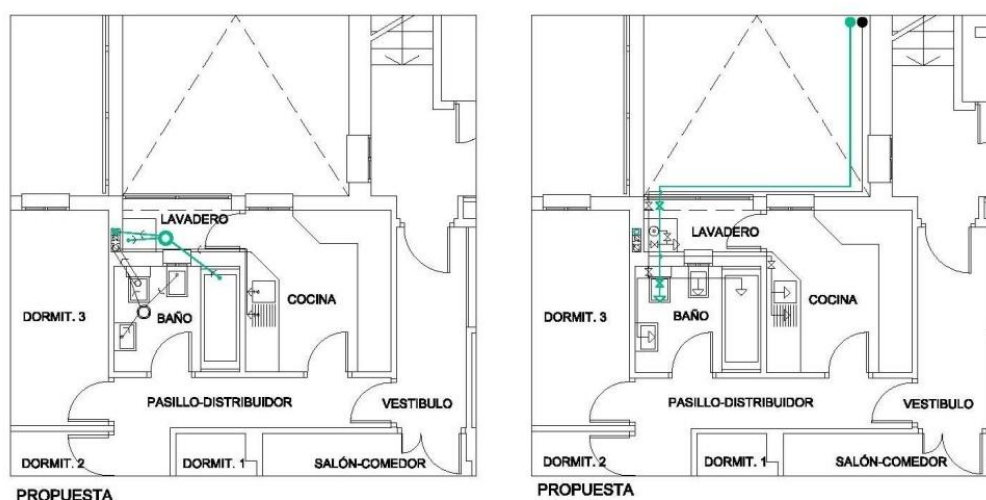 LAVADERO
COCINA
DORMIT. 3
BAÑO
PASILLO-DISTRIBUIDOR
VESTIBULO
DORMIT. 2
DORMIT. 1
SALÓN-COMEDOR
PROPUESTA
LAVADERO
COCINA
DORMIT. 3
BAÑO
PASILLO-DISTRIBUIDOR
VESTIBULO
DORMIT. 2
DORMIT. 1
SALÓN-COMEDOR
PROPUESTA